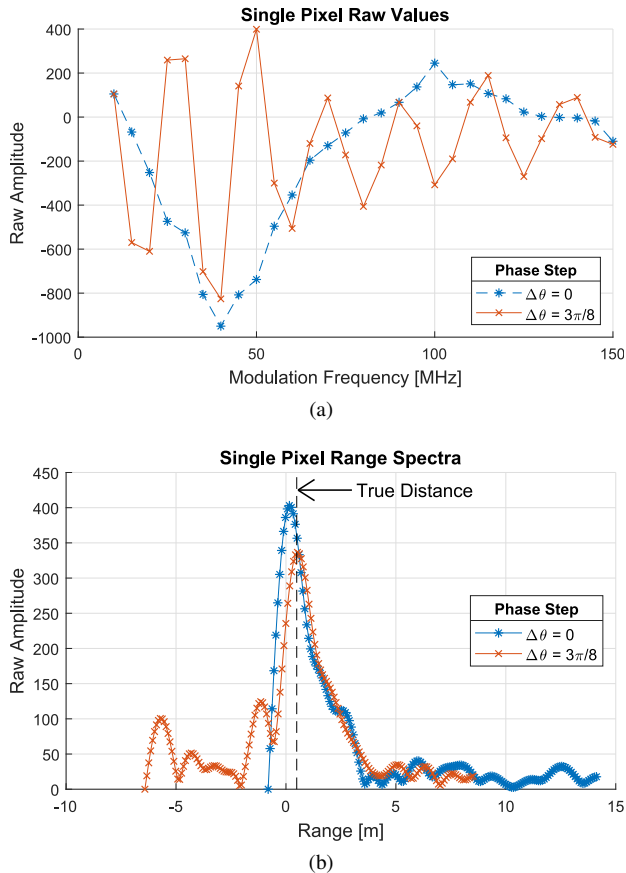 Single Pixel Raw Values
400
200
0
-200
-400
-600
-800
-1000
Raw Amplitude
0
50
100
150
Modulation Frequency [MHz]
Phase Step
Δθ = 0
Δθ = 3π/8
(a)
Single Pixel Range Spectra
True Distance
450
400
350
300
250
200
150
100
50
0
Raw Amplitude
-10
-5
0
5
10
15
Range [m]
Phase Step
Δθ = 0
Δθ = 3π/8
(b)